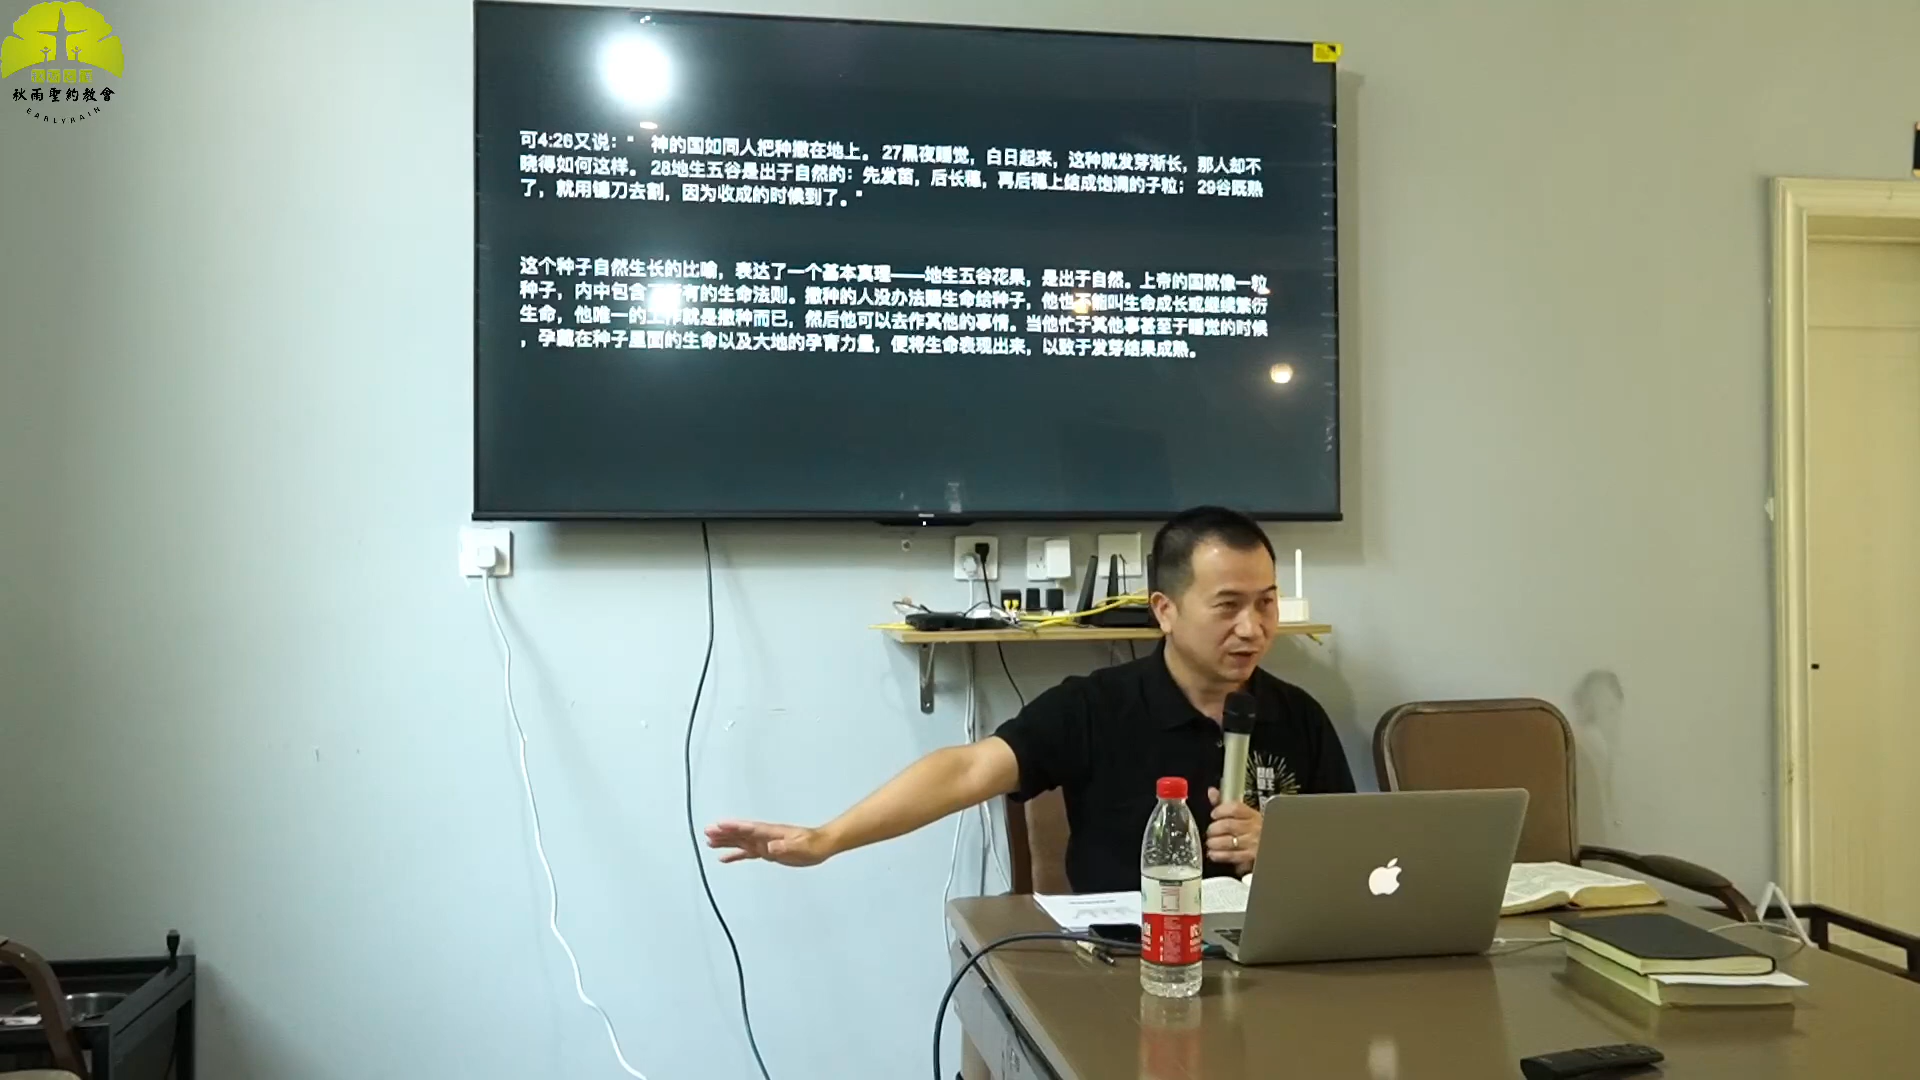 秋雨聖約教會
EARLYRAIN
可4:26又说：“ 神的国如同人把种撒在地上。 27黑夜睡觉，白日起来，这种就发芽渐长，那人却不
晓得如何这样。 28地生五谷是出于自然的：先发苗，后长穗，再后穗上结成饱满的子粒； 29谷既熟
了，就用镰刀去割，因为收成的时候到了。”
这个种子自然生长的比喻，表达了一个基本真理——地生五谷花果，是出于自然。上帝的国就像一粒
种子，内中包含了所有的生命法则。撒种的人没办法赐生命给种子，他也不能叫生命成长或继续繁衍
生命，他唯一的工作就是撒种而已，然后他可以去作其他的事情。当他忙于其他事甚至于睡觉的时候
，孕藏在种子里面的生命以及大地的孕育力量，便将生命表现出来，以致于发芽结果成熟。